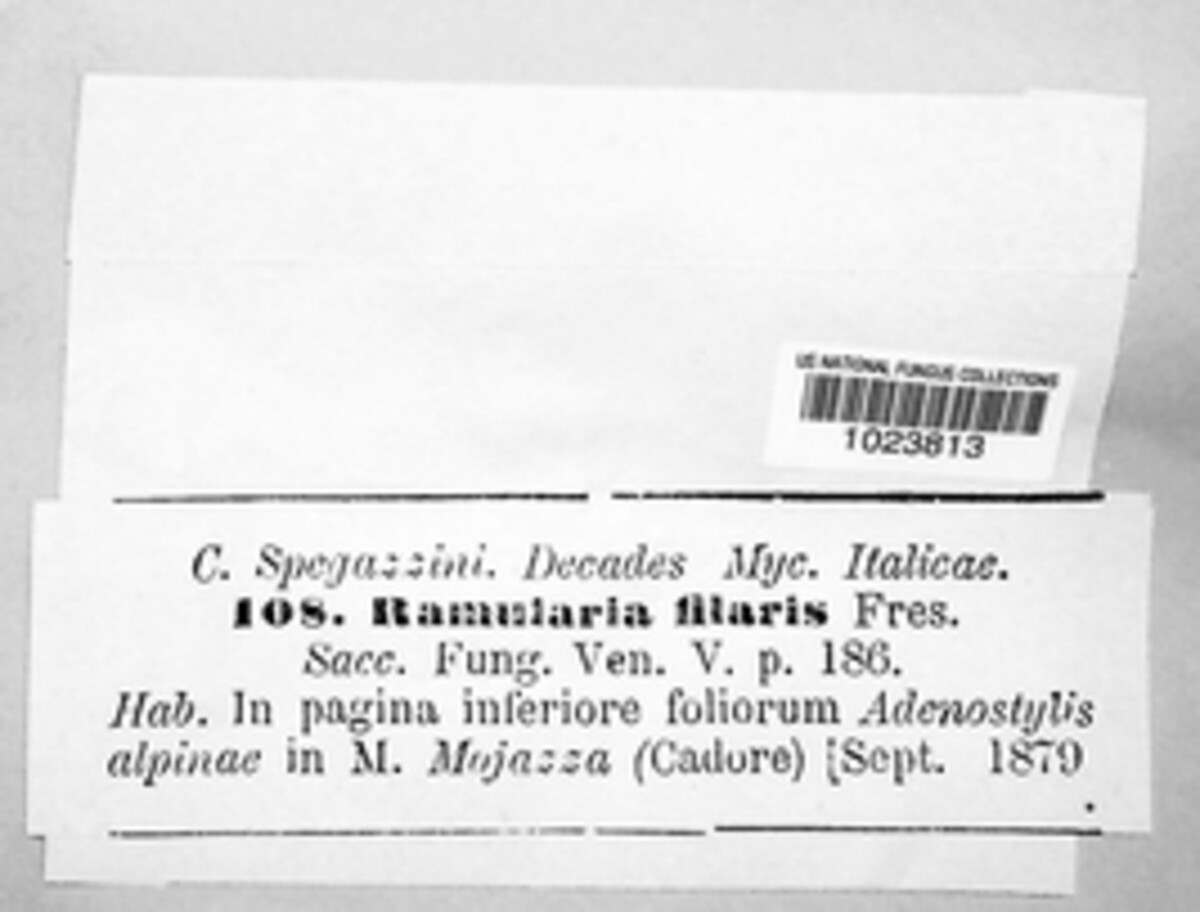 US NATIONAL FUNGUS COLLECTIONS
1023813
C. Spegazzini. Decades Myc. Italicae.
108. Ramularia filaris Fres.
Sacc. Fung. Ven. V. p. 186.
Hab. In pagina inferiore foliorum Adenostylis
alpinae in M. Mojazza (Cadore) [Sept. 1879
.